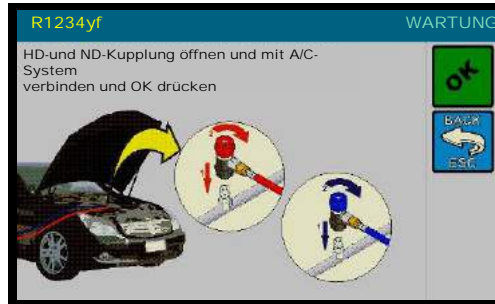 R1234yf WARTUNG
HD-und ND-Kupplung öffnen und mit A/C-
System
verbinden und OK drücken
OK
BACK
ESC